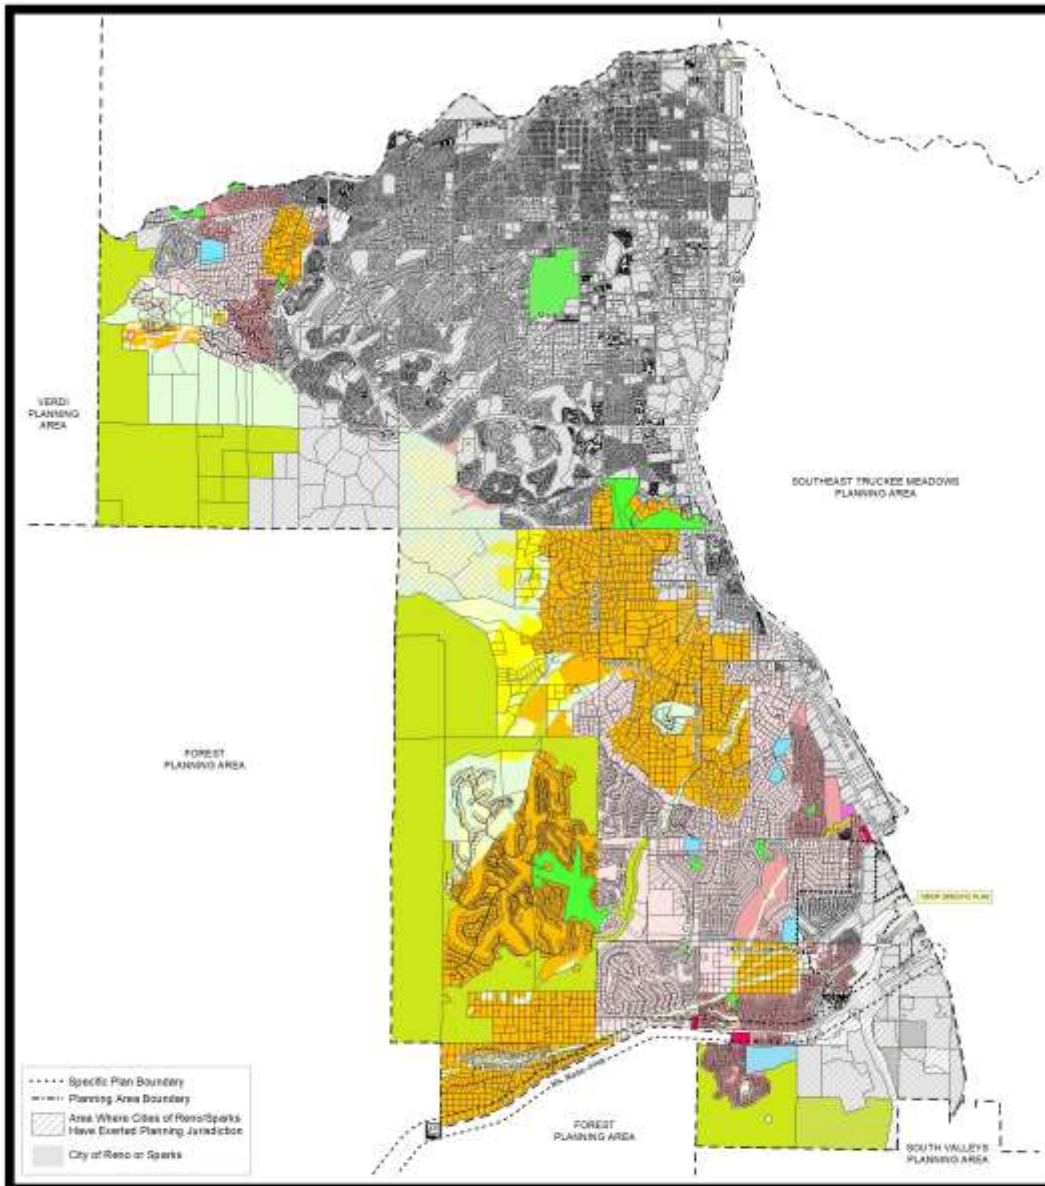 VERDI
PLANNING
AREA
SOUTHEAST TRUCKEE MEADOWS
PLANNING AREA
FOREST
PLANNING AREA
Specific Plan Boundary
Planning Area Boundary
Area Where Cities of Reno/Sparks
Have Exerted Planning Jurisdiction
City of Reno or Sparks
FOREST
PLANNING AREA
SOUTH VALLEYS
PLANNING AREA